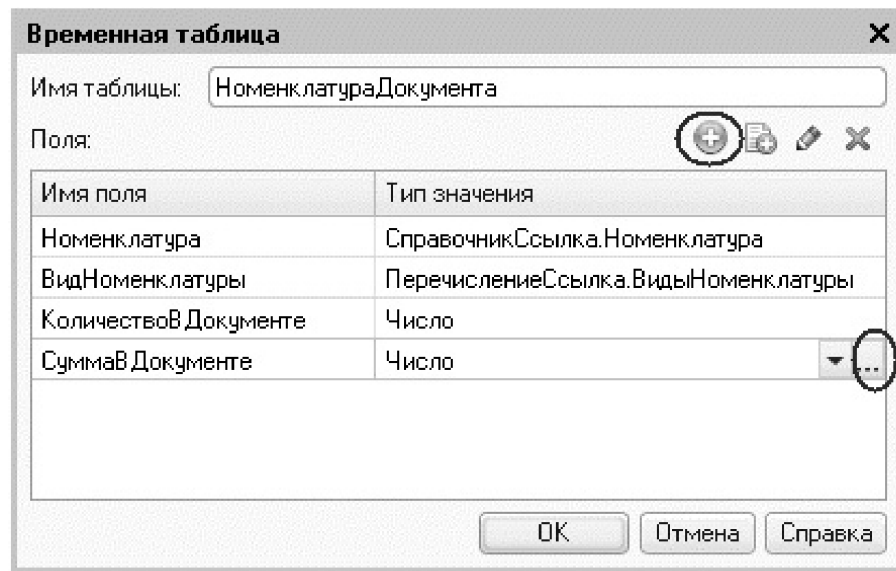 Временная таблица
Имя таблицы: НоменклатураДокумента
Поля:
Имя поля Тип значения
Номенклатура СправочникСсылка.Номенклатура
ВидНоменклатуры ПеречислениеСсылка.ВидыНоменклатуры
КоличествоВДокументе Число
СуммаВДокументе Число ...
OK Отмена Справка